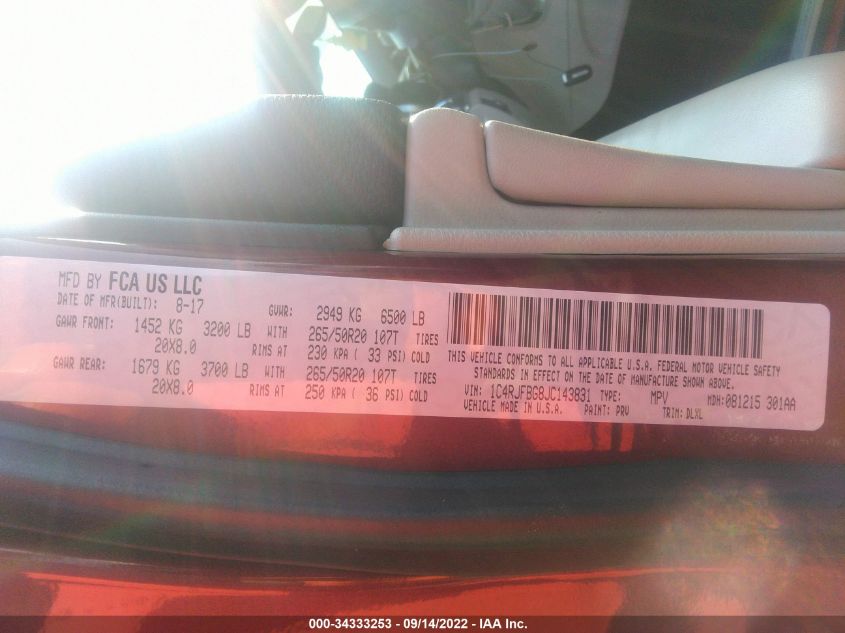 MFD BY FCA US LLC
DATE OF MFR(BUILT): 8-17 GVWR: 2949 KG 6500 LB
GAWR FRONT: 1452 KG 3200 LB WITH 265/50R20 107T TIRES
20X8.0 RIMS AT 230 KPA ( 33 PSI) COLD
GAWR REAR: 1679 KG 3700 LB WITH 265/50R20 107T TIRES
20X8.0 RIMS AT 250 KPA ( 36 PSI) COLD
THIS VEHICLE CONFORMS TO ALL APPLICABLE U.S.A. FEDERAL MOTOR VEHICLE SAFETY
STANDARDS IN EFFECT ON THE DATE OF MANUFACTURE SHOWN ABOVE.
VIN: 1C4RJFBG8JC143831 TYPE: MPV MDH:081215 301AA
VEHICLE MADE IN U.S.A. PAINT: PRV TRIM: DLXL
000-34333253 - 09/14/2022 - IAA Inc.